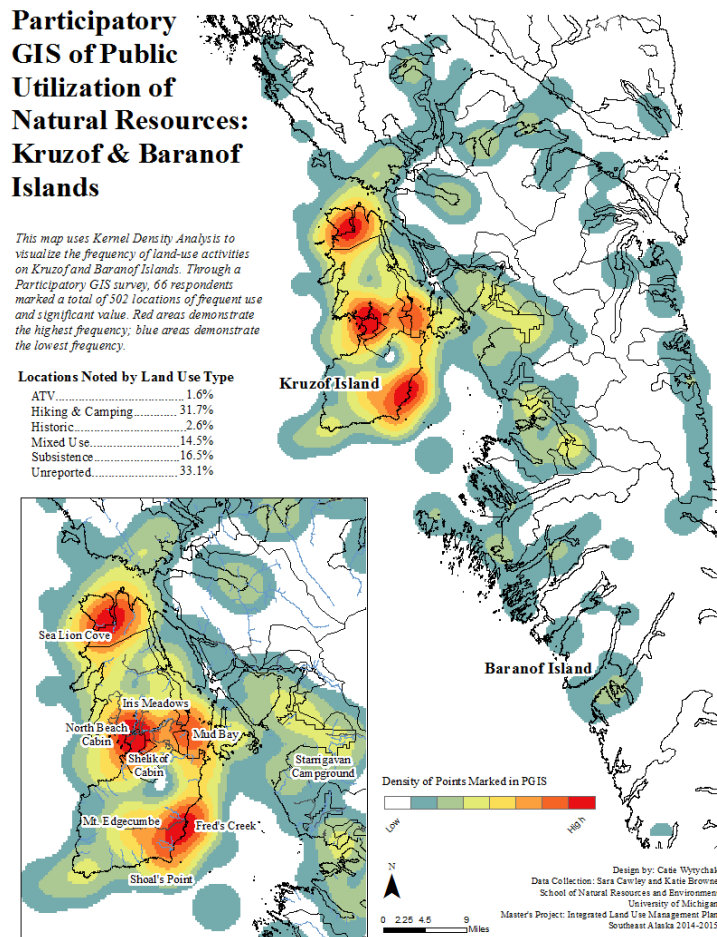 Participatory
GIS of Public
Utilization of
Natural Resources:
Kruzof & Baranof
Islands
This map uses Kernel Density Analysis to
visualize the frequency of land-use activities
on Kruzof and Baranof Islands. Through a
Participatory GIS survey, 66 respondents
marked a total of 502 locations of frequent use
and significant value. Red areas demonstrate
the highest frequency; blue areas demonstrate
the lowest frequency.
Locations Noted by Land Use Type
ATV.....................................1.6%
Hiking & Camping.............31.7%
Historic................................2.6%
Mixed Use..........................14.5%
Subsistence.........................16.5%
Unreported.........................33.1%
Kruzof Island
Baranof Island
Sea Lion Cove
Iris Meadows
North Beach
Cabin
Mud Bay
Shelikof
Cabin
Starrigavan
Campground
Mt. Edgecumbe
Fred's Creek
Shoal's Point
Density of Points Marked in PGIS
Low
High
N
0 2.25 4.5 9
Miles
Design by: Catie Wytychak
Data Collection: Sara Cawley and Katie Browne
School of Natural Resources and Environment
University of Michigan
Master's Project: Integrated Land Use Management Plan
Southeast Alaska 2014-2015